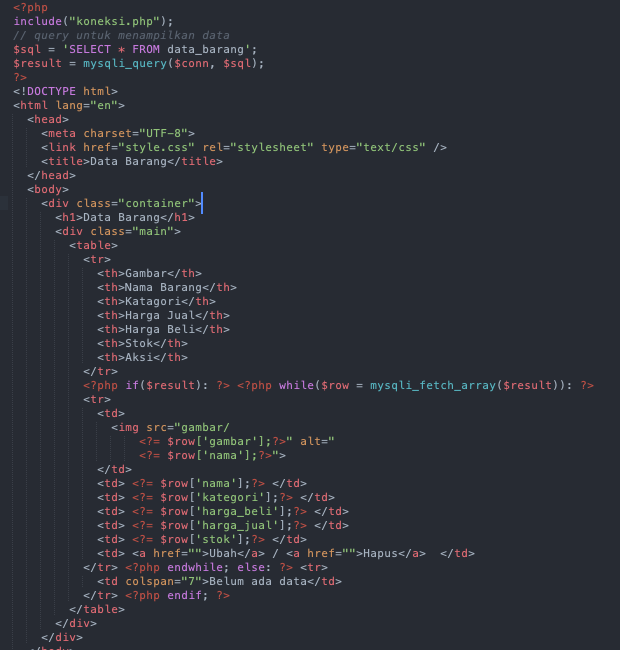 <?php
include("koneksi.php");
// query untuk menampilkan data
$sql = 'SELECT * FROM data_barang';
$result = mysqli_query($conn, $sql);
?>
<!DOCTYPE html>
<html lang="en">
<head>
<meta charset="UTF-8">
<link href="style.css" rel="stylesheet" type="text/css" />
<title>Data Barang</title>
</head>
<body>
<div class="container">
<h1>Data Barang</h1>
<div class="main">
<table>
<tr>
<th>Gambar</th>
<th>Nama Barang</th>
<th>Katagori</th>
<th>Harga Jual</th>
<th>Harga Beli</th>
<th>Stok</th>
<th>Aksi</th>
</tr>
<?php if($result): ?> <?php while($row = mysqli_fetch_array($result)): ?>
<tr>
<td>
<img src="gambar/
<?= $row['gambar'];?>" alt="
<?= $row['nama'];?>">
</td>
<td> <?= $row['nama'];?> </td>
<td> <?= $row['kategori'];?> </td>
<td> <?= $row['harga_beli'];?> </td>
<td> <?= $row['harga_jual'];?> </td>
<td> <?= $row['stok'];?> </td>
<td> <a href="">Ubah</a> / <a href="">Hapus</a>  </td>
</tr> <?php endwhile; else: ?> <tr>
<td colspan="7">Belum ada data</td>
</tr> <?php endif; ?>
</table>
</div>
</div>